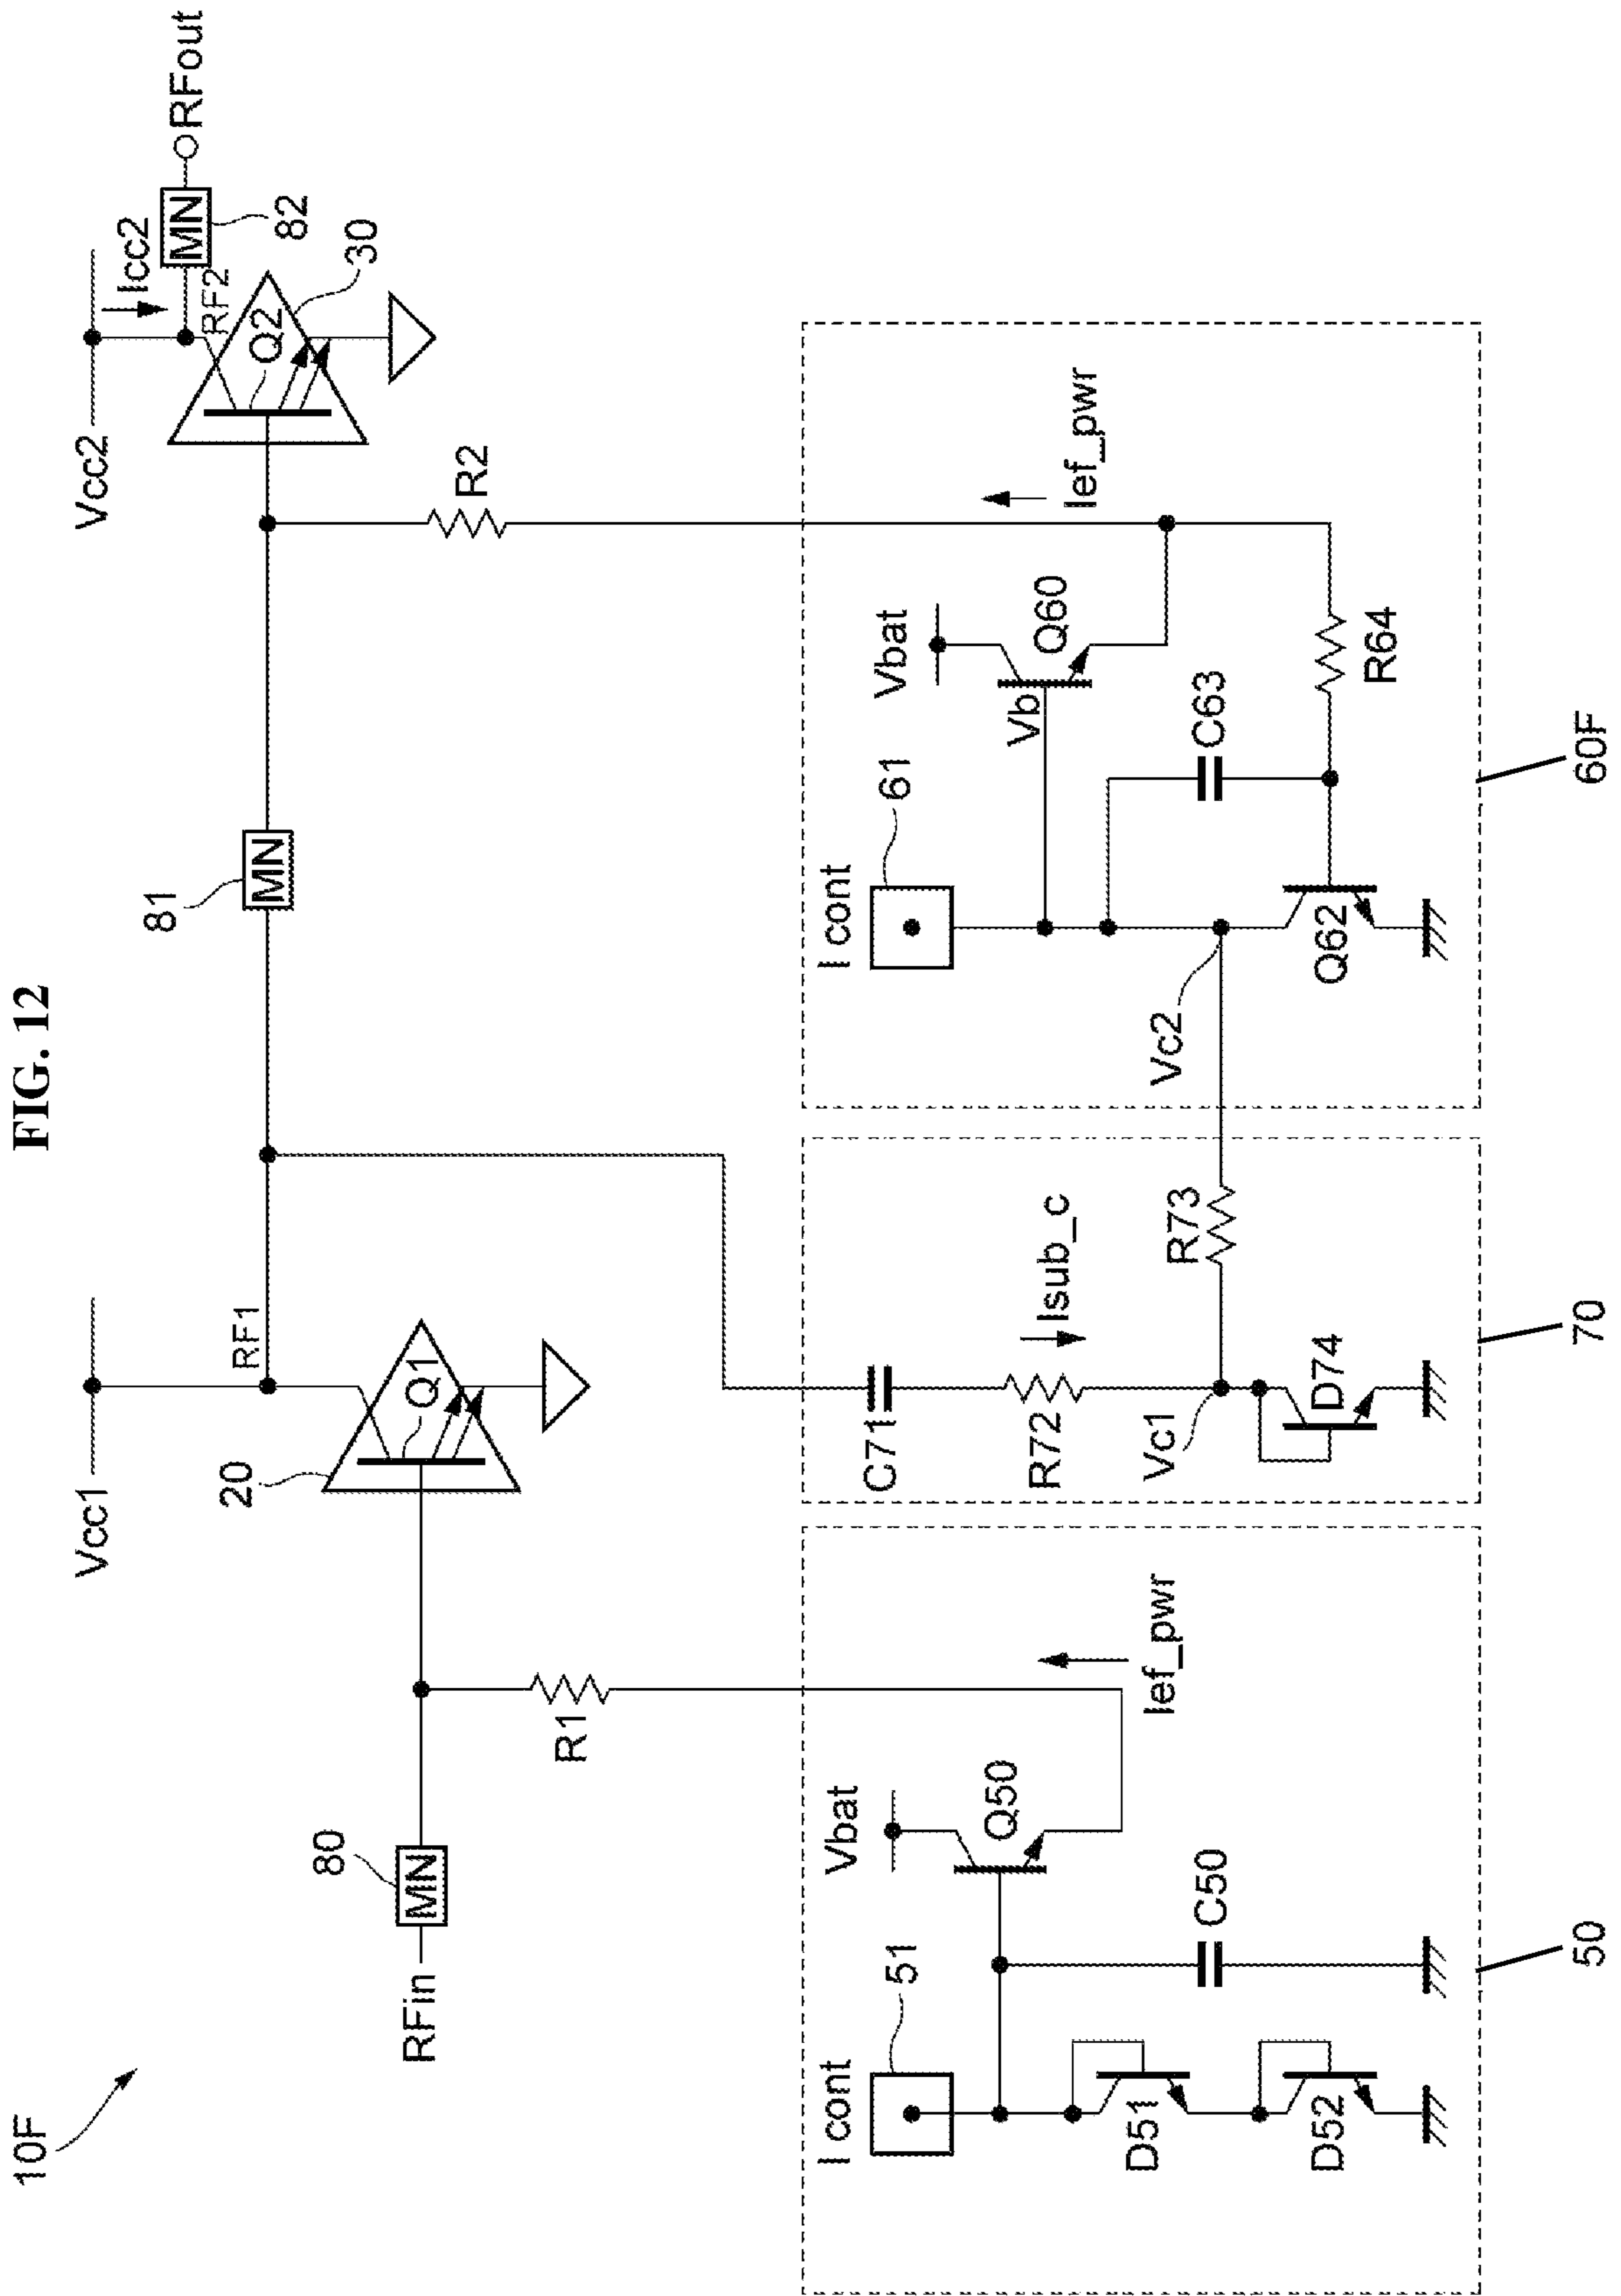 FIG. 12
10F
Vcc1
Vcc2
Icc2
RF1
RF2
MN
RFout
82
81
MN
20
Q1
Q2
30
80
RFin
MN
R1
R2
I cont
51
Vbat
Q50
Ief_pwr
C50
D51
D52
50
C71
R72
Isub_c
R73
Vc1
D74
70
I cont
61
Vbat
Vb
Q60
Ief_pwr
C63
Vc2
Q62
R64
60F